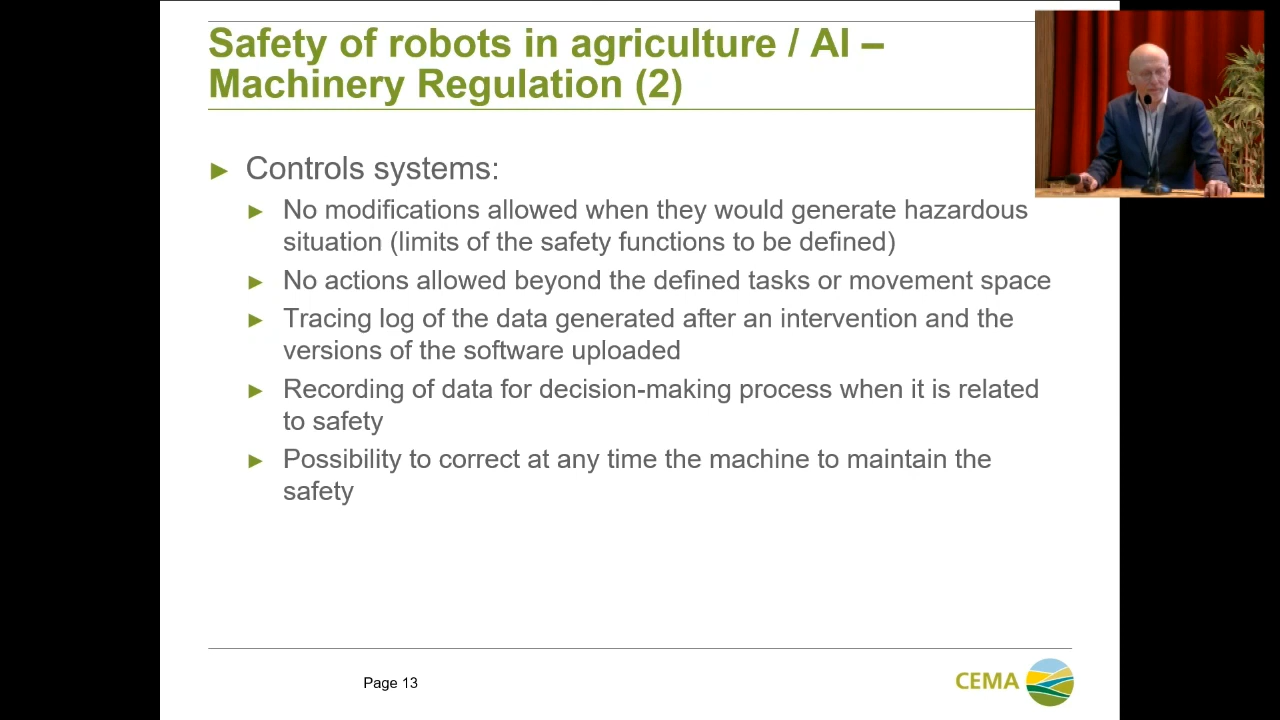 Safety of robots in agriculture / AI –
Machinery Regulation (2)
► Controls systems:
► No modifications allowed when they would generate hazardous
situation (limits of the safety functions to be defined)
► No actions allowed beyond the defined tasks or movement space
► Tracing log of the data generated after an intervention and the
versions of the software uploaded
► Recording of data for decision-making process when it is related
to safety
► Possibility to correct at any time the machine to maintain the
safety
Page 13
CEMA